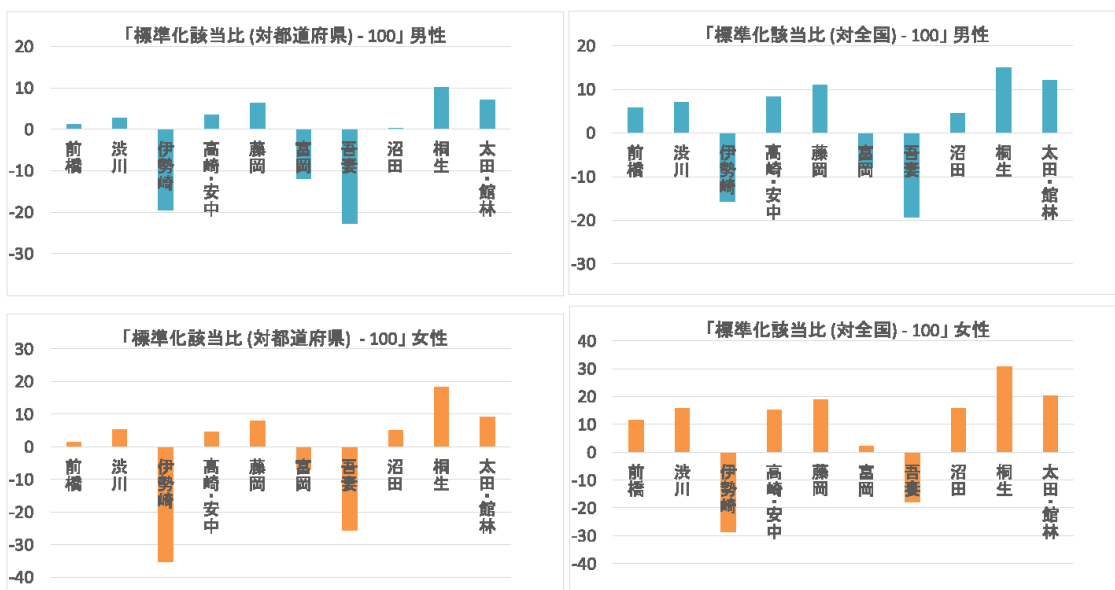 「標準化該当比 (対都道府県) - 100」 男性
20
10
0
-10
-20
-30
前橋
渋川
伊勢崎
高崎・安中
藤岡
富岡
吾妻
沼田
桐生
太田・館林
「標準化該当比 (対全国) - 100」 男性
20
10
0
-10
-20
-30
前橋
渋川
伊勢崎
高崎・安中
藤岡
富岡
吾妻
沼田
桐生
太田・館林
「標準化該当比 (対都道府県) - 100」 女性
30
20
10
0
-10
-20
-30
-40
前橋
渋川
伊勢崎
高崎・安中
藤岡
富岡
吾妻
沼田
桐生
太田・館林
「標準化該当比 (対全国) - 100」 女性
40
30
20
10
0
-10
-20
-30
-40
前橋
渋川
伊勢崎
高崎・安中
藤岡
富岡
吾妻
沼田
桐生
太田・館林